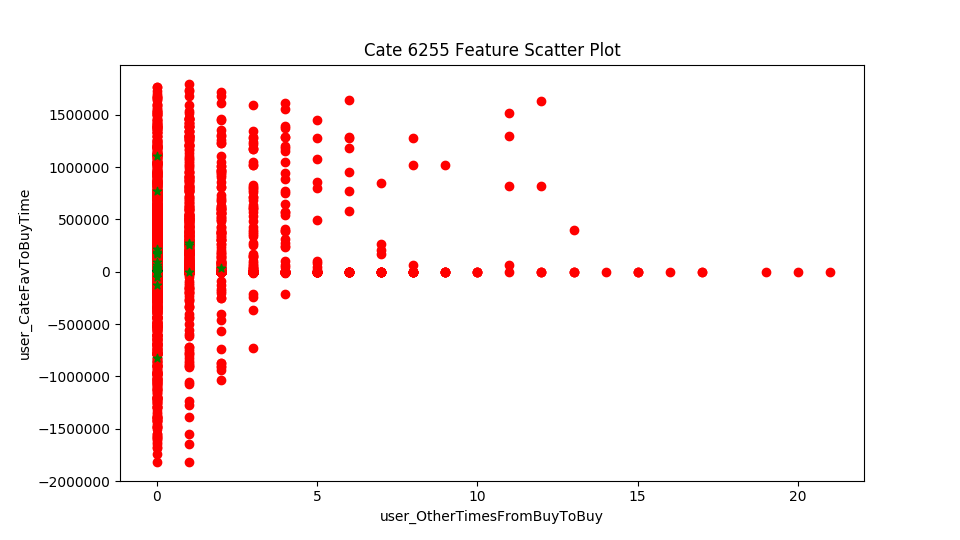 Cate 6255 Feature Scatter Plot
user_CateFavToBuyTime
1500000
1000000
500000
0
−500000
−1000000
−1500000
−2000000
0 5 10 15 20
user_OtherTimesFromBuyToBuy